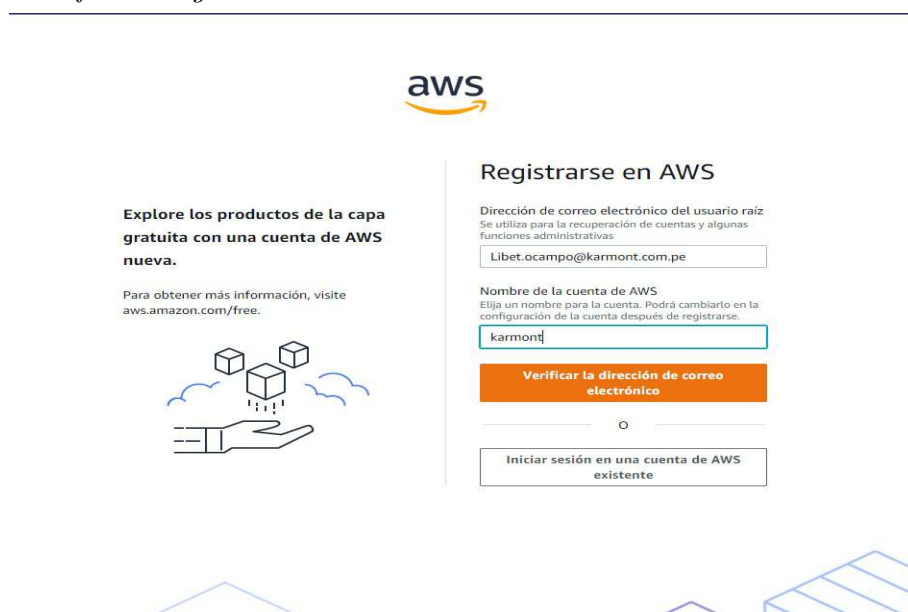 aws
Explore los productos de la capa
gratuita con una cuenta de AWS
nueva.
Para obtener más información, visite
aws.amazon.com/free.
Registrarse en AWS
Dirección de correo electrónico del usuario raíz
Se utiliza para la recuperación de cuentas y algunas
funciones administrativas
Libet.ocampo@karmont.com.pe
Nombre de la cuenta de AWS
Elija un nombre para la cuenta. Podrá cambiarlo en la
configuración de la cuenta después de registrarse.
karmont
Verificar la dirección de correo
electrónico
O
Iniciar sesión en una cuenta de AWS
existente